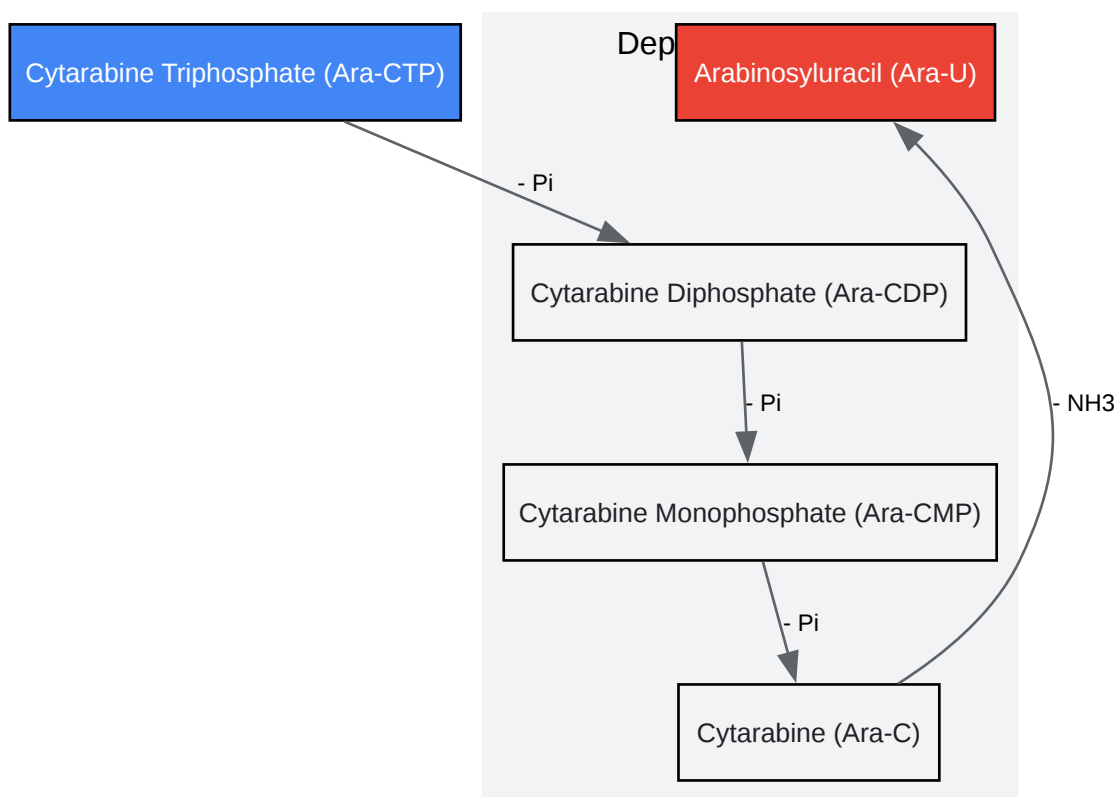 Dep
Cytarabine Triphosphate (Ara-CTP)
Arabinosyluracil (Ara-U)
- Pi
Cytarabine Diphosphate (Ara-CDP)
- Pi
- NH3
Cytarabine Monophosphate (Ara-CMP)
- Pi
Cytarabine (Ara-C)